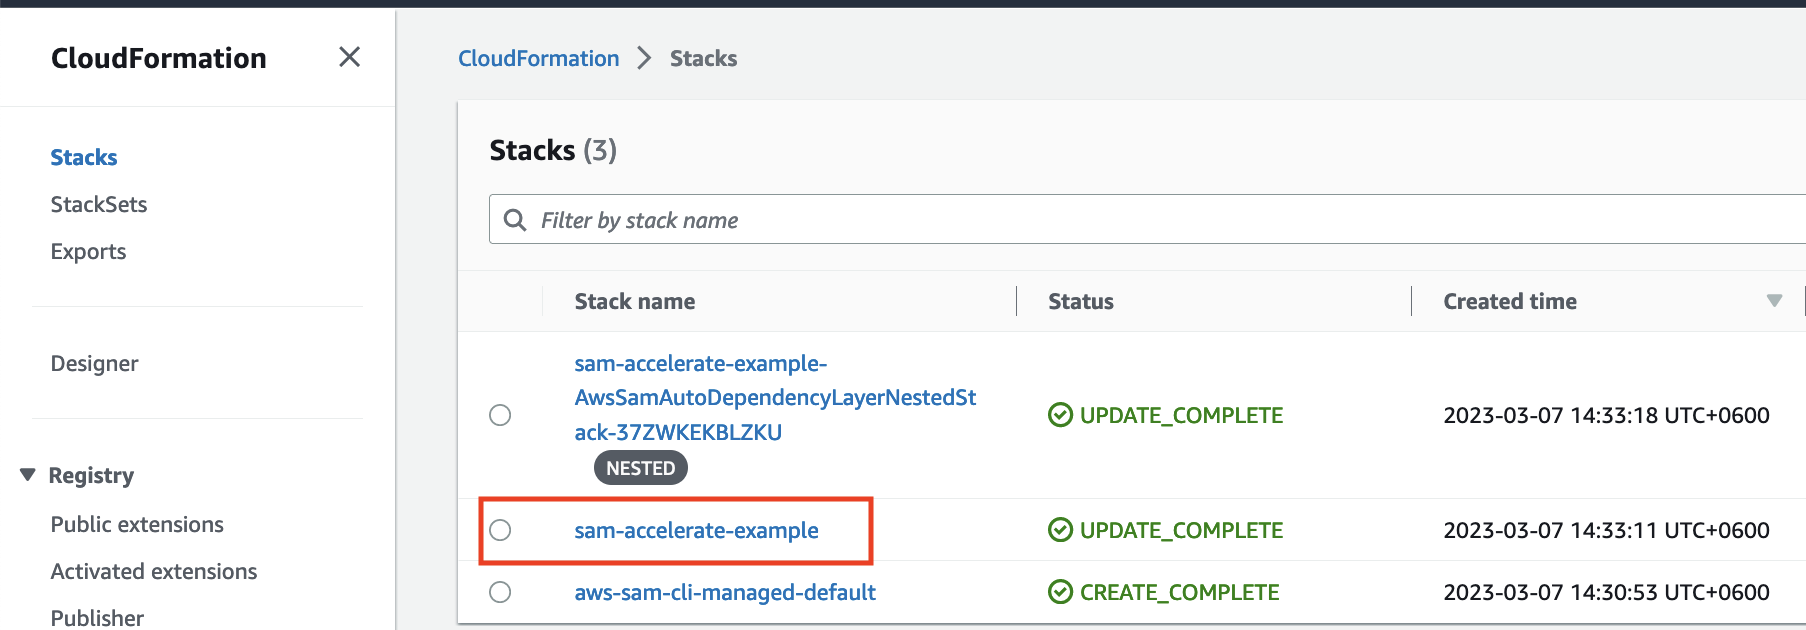 CloudFormation
Stacks
StackSets
Exports
Designer
Registry
Public extensions
Activated extensions
Publisher
CloudFormation > Stacks
Stacks (3)
Filter by stack name
Stack name Status Created time
sam-accelerate-example-
AwsSamAutoDependencyLayerNestedSt
ack-37ZWKEKBLZKU
NESTED
UPDATE_COMPLETE 2023-03-07 14:33:18 UTC+0600
sam-accelerate-example UPDATE_COMPLETE 2023-03-07 14:33:11 UTC+0600
aws-sam-cli-managed-default CREATE_COMPLETE 2023-03-07 14:30:53 UTC+0600